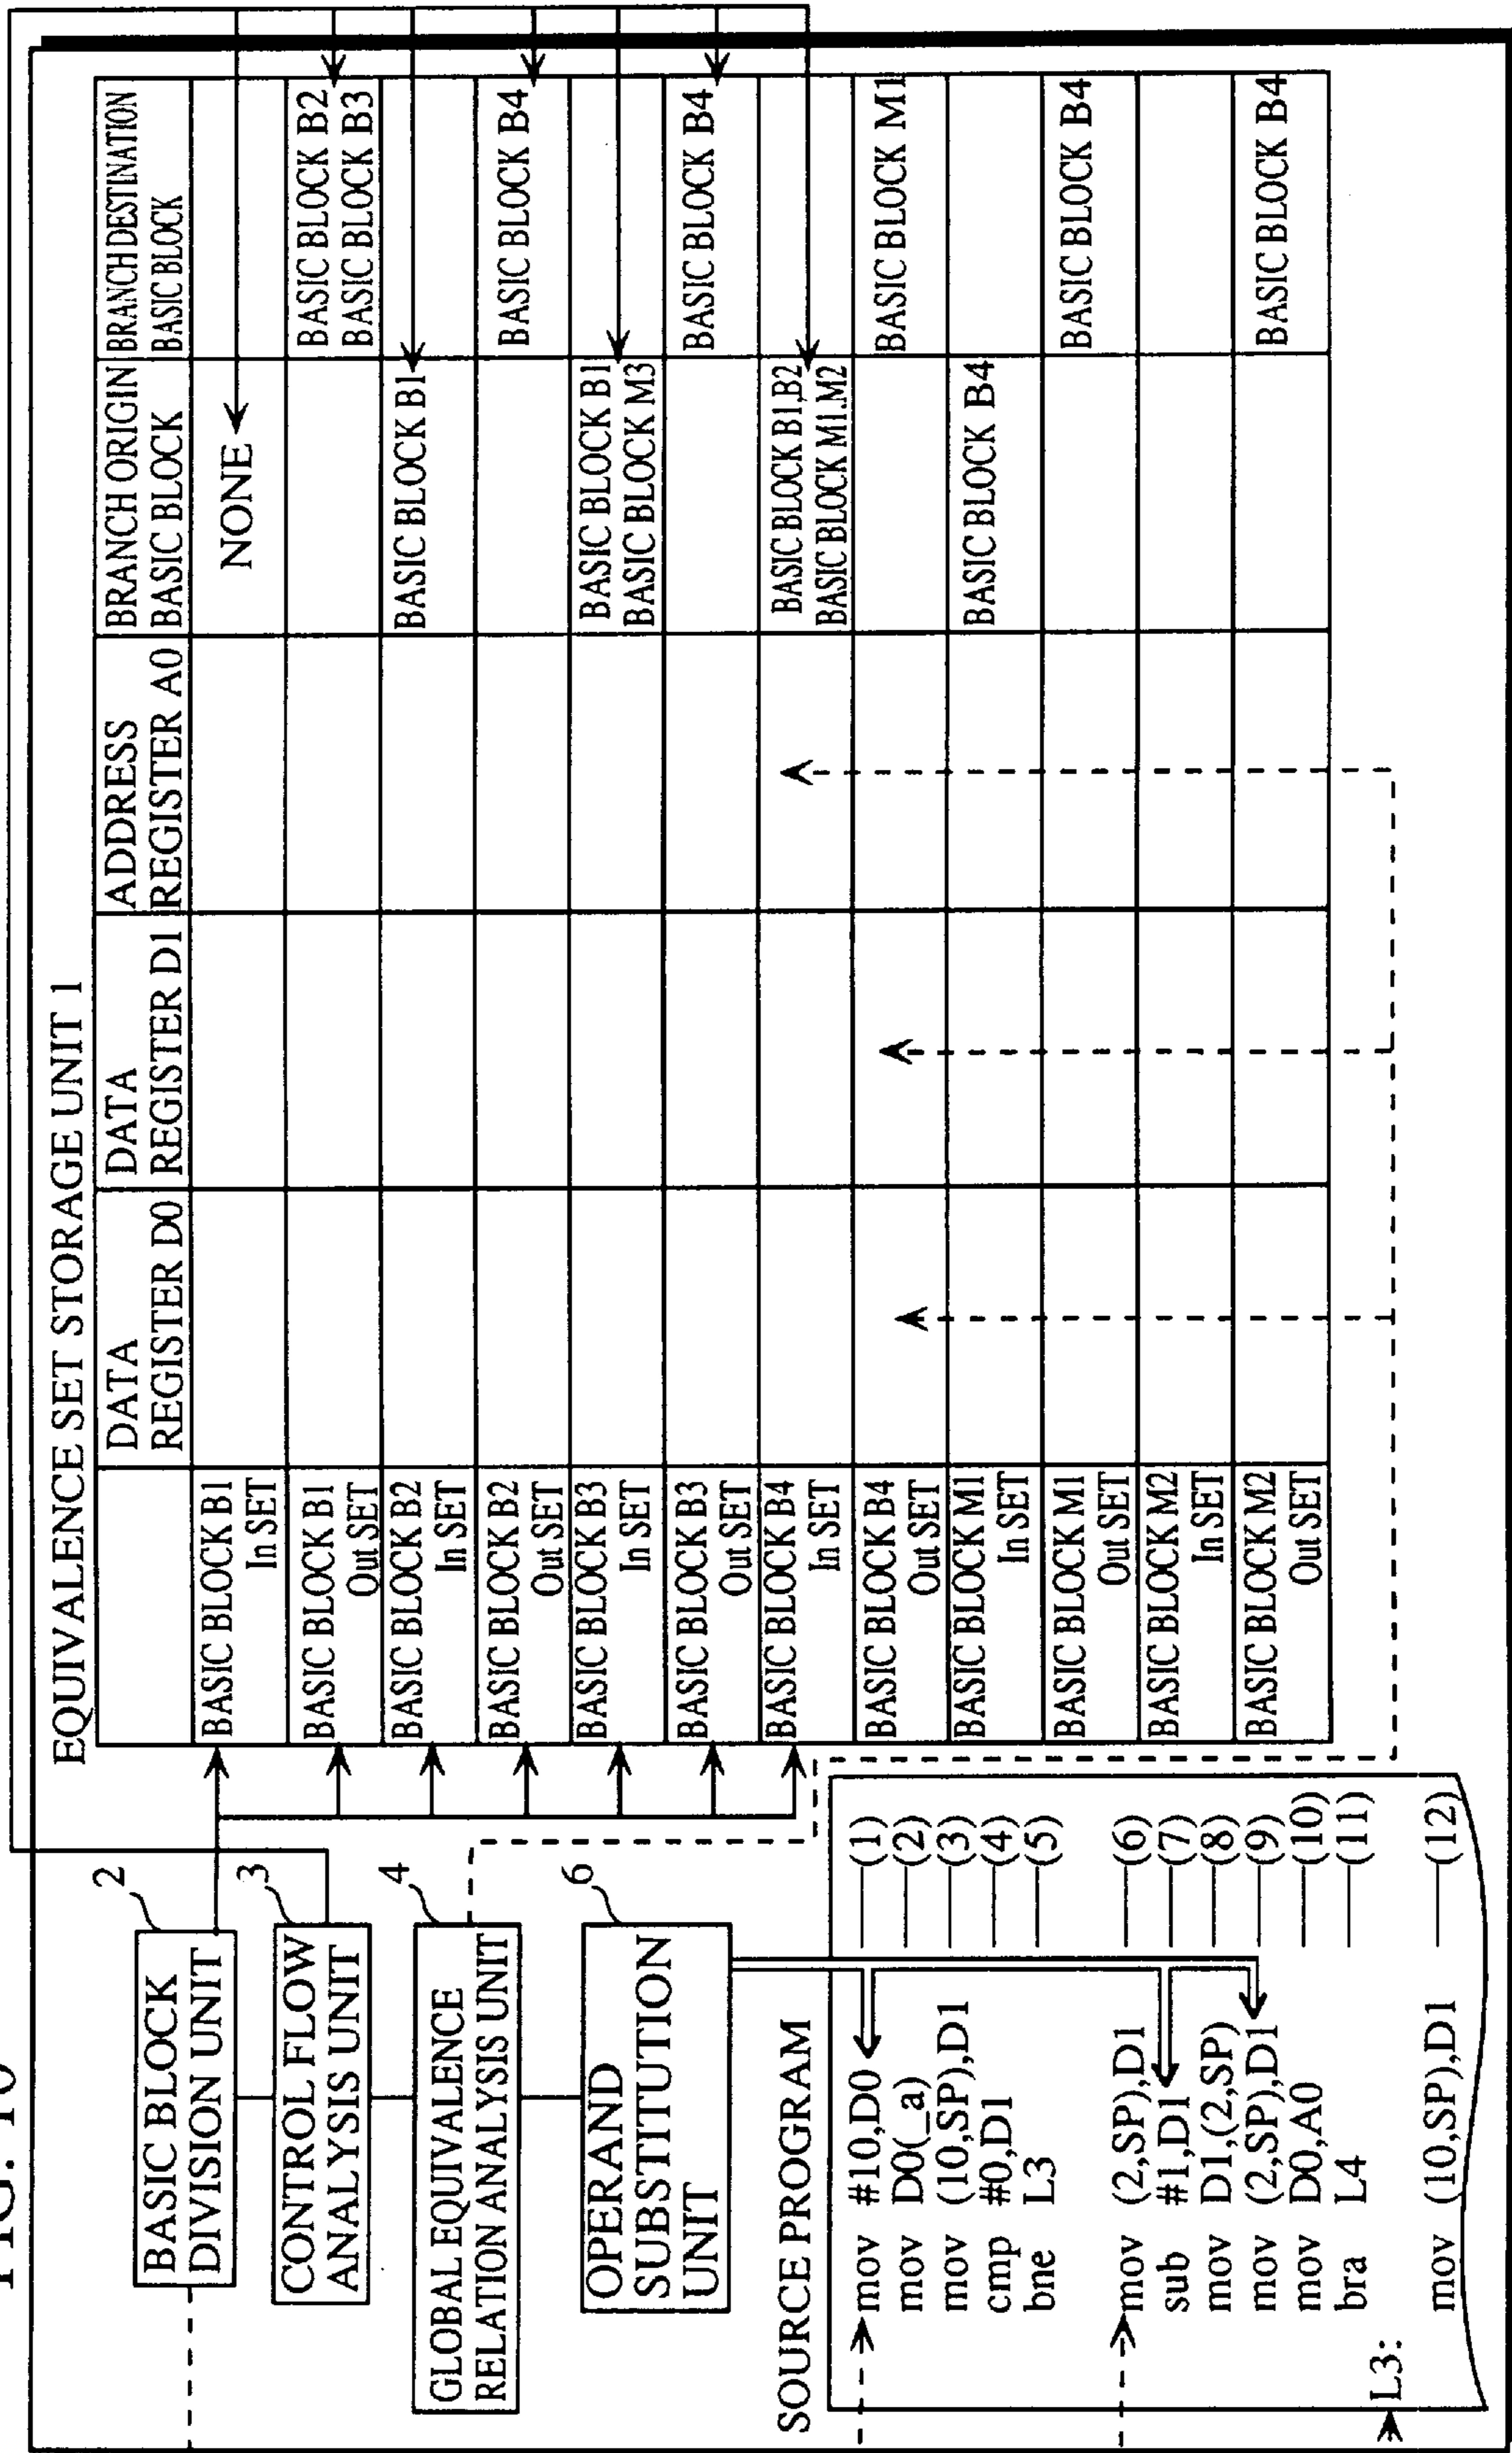 FIG. 10
BASIC BLOCK
DIVISION UNIT
2
CONTROL FLOW
ANALYSIS UNIT
3
GLOBAL EQUIVALENCE
RELATION ANALYSIS UNIT
4
OPERAND
SUBSTITUTION
UNIT
6
SOURCE PROGRAM
mov #10,D0 (1)
mov D0(_a) (2)
mov (10,SP),D1 (3)
cmp #0,D1 (4)
bne L3 (5)
mov (2,SP),D1 (6)
sub #1,D1 (7)
mov D1,(2,SP) (8)
mov (2,SP),D1 (9)
mov D0,A0 (10)
bra L4 (11)
L3:
mov (10,SP),D1 (12)
EQUIVALENCE SET STORAGE UNIT 1
DATA
REGISTER D0
DATA
REGISTER D1
ADDRESS
REGISTER A0
BRANCH ORIGIN
BASIC BLOCK
BRANCH DESTINATION
BASIC BLOCK
BASIC BLOCK B1
In SET
NONE
BASIC BLOCK B1
Out SET
BASIC BLOCK B2
BASIC BLOCK B3
BASIC BLOCK B2
In SET
BASIC BLOCK B1
BASIC BLOCK B2
Out SET
BASIC BLOCK B4
BASIC BLOCK B3
In SET
BASIC BLOCK B1
BASIC BLOCK M3
BASIC BLOCK B3
Out SET
BASIC BLOCK B4
BASIC BLOCK B4
In SET
BASIC BLOCK B1,B2
BASIC BLOCK M1.M2
BASIC BLOCK B4
Out SET
BASIC BLOCK M1
BASIC BLOCK M1
In SET
BASIC BLOCK B4
BASIC BLOCK M1
Out SET
BASIC BLOCK B4
BASIC BLOCK M2
In SET
BASIC BLOCK M2
Out SET
BASIC BLOCK B4